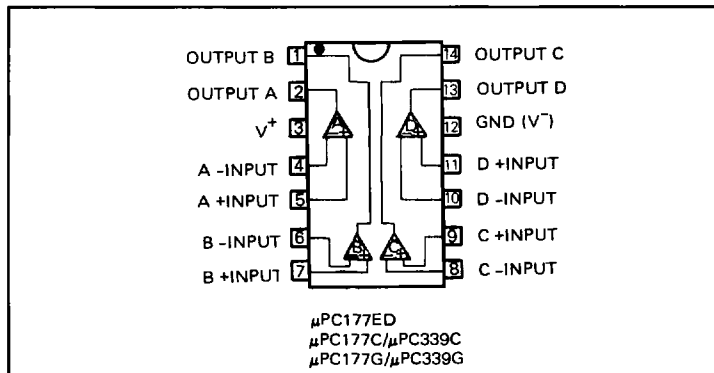 OUTPUT B 1 14 OUTPUT C
OUTPUT A 2 13 OUTPUT D
V+ 3 12 GND (V-)
A -INPUT 4 11 D +INPUT
A +INPUT 5 10 D -INPUT
B -INPUT 6 9 C +INPUT
B +INPUT 7 8 C -INPUT
A D
B C
μPC177ED
μPC177C/μPC339C
μPC177G/μPC339G